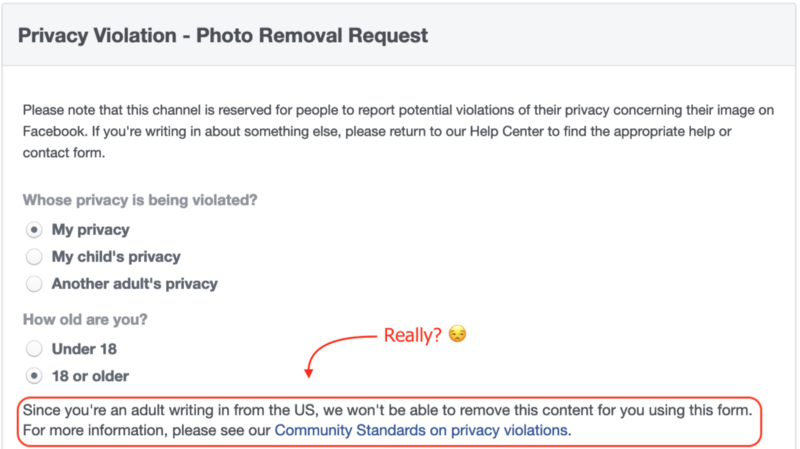 Privacy Violation - Photo Removal Request
Please note that this channel is reserved for people to report potential violations of their privacy concerning their image on
Facebook. If you're writing in about something else, please return to our Help Center to find the appropriate help or
contact form.
Whose privacy is being violated?
My privacy
My child's privacy
Another adult's privacy
How old are you?
Really? 😒
Under 18
18 or older
Since you're an adult writing in from the US, we won't be able to remove this content for you using this form.
For more information, please see our Community Standards on privacy violations.